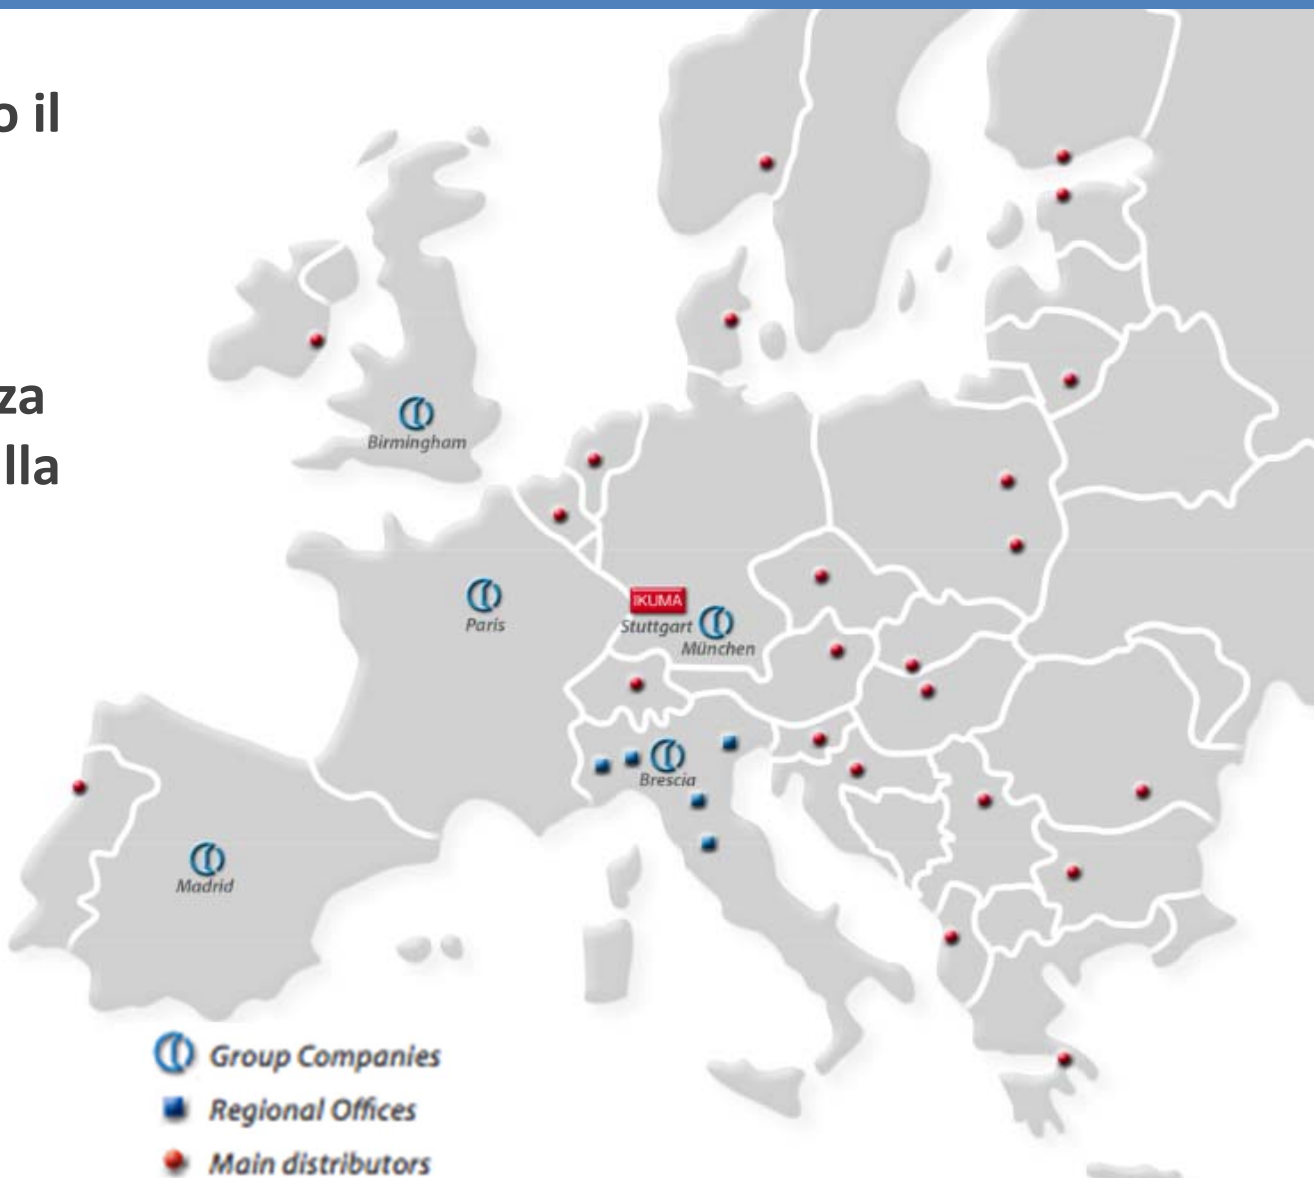 o il
za
lla
Birmingham
Paris
IKUMA
Stuttgart
München
Brescia
Madrid
Group Companies
Regional Offices
Main distributors